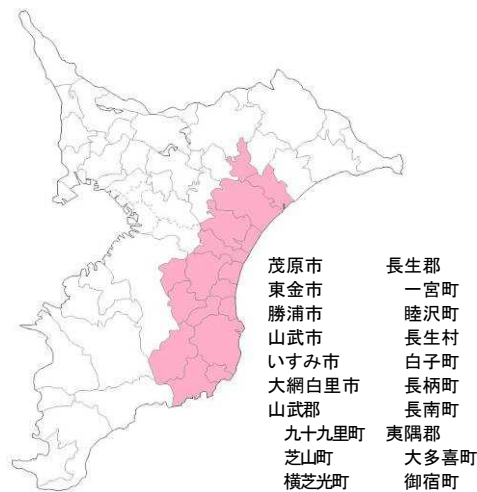 茂原市
東金市
勝浦市
山武市
いすみ市
大網白里市
山武郡
九十九里町
芝山町
横芝光町
長生郡
一宮町
睦沢町
長生村
白子町
長柄町
長南町
夷隅郡
大多喜町
御宿町